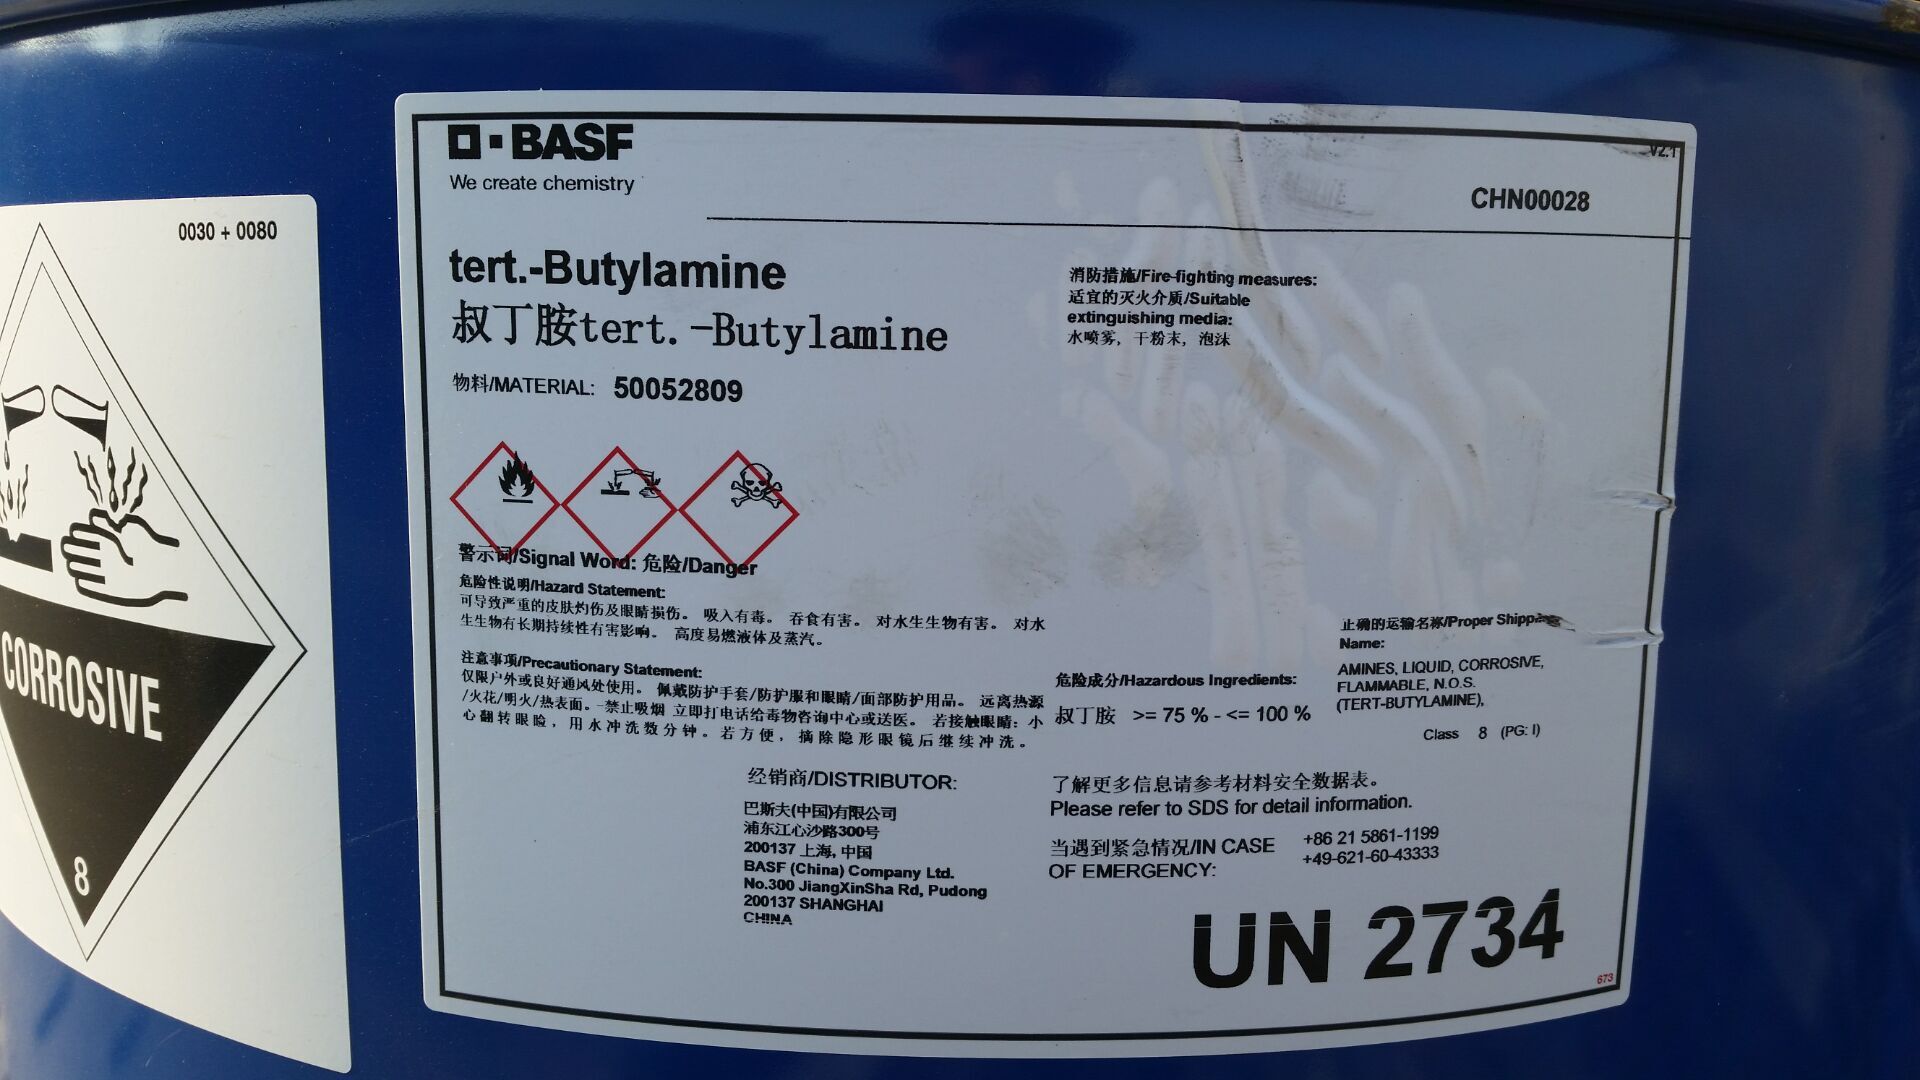 0030 + 0080
CORROSIVE
8
BASF
We create chemistry
V2.1
CHN00028
tert.-Butylamine
叔丁胺tert.-Butylamine
物料/MATERIAL: 50052809
消防措施/Fire-fighting measures:
适宜的灭火介质/Suitable
extinguishing media:
水喷雾, 干粉末, 泡沫
警示词/Signal Word: 危险/Danger
危险性说明/Hazard Statement:
可导致严重的皮肤灼伤及眼睛损伤。 吸入有毒。 吞食有害。 对水生生物有害。 对水
生生物有长期持续性有害影响。 高度易燃液体及蒸汽。
注意事项/Precautionary Statement:
仅限户外或良好通风处使用。 佩戴防护手套/防护服和眼睛/面部防护用品。 远离热源
/火花/明火/热表面。-禁止吸烟 立即打电话给毒物咨询中心或送医。 若接触眼睛: 小
心翻转眼睑, 用水冲洗数分钟。若方便, 摘除隐形眼镜后继续冲洗。
危险成分/Hazardous Ingredients:
叔丁胺 >= 75 % - <= 100 %
正确的运输名称/Proper Shipping
Name:
AMINES, LIQUID, CORROSIVE,
FLAMMABLE, N.O.S.
(TERT-BUTYLAMINE),
Class 8 (PG: I)
经销商/DISTRIBUTOR:
巴斯夫(中国)有限公司
浦东江心沙路300号
200137 上海, 中国
BASF (China) Company Ltd.
No.300 JiangXinSha Rd, Pudong
200137 SHANGHAI
CHINA
了解更多信息请参考材料安全数据表。
Please refer to SDS for detail information.
当遇到紧急情况/IN CASE
OF EMERGENCY:
+86 21 5861-1199
+49-621-60-43333
UN 2734
673